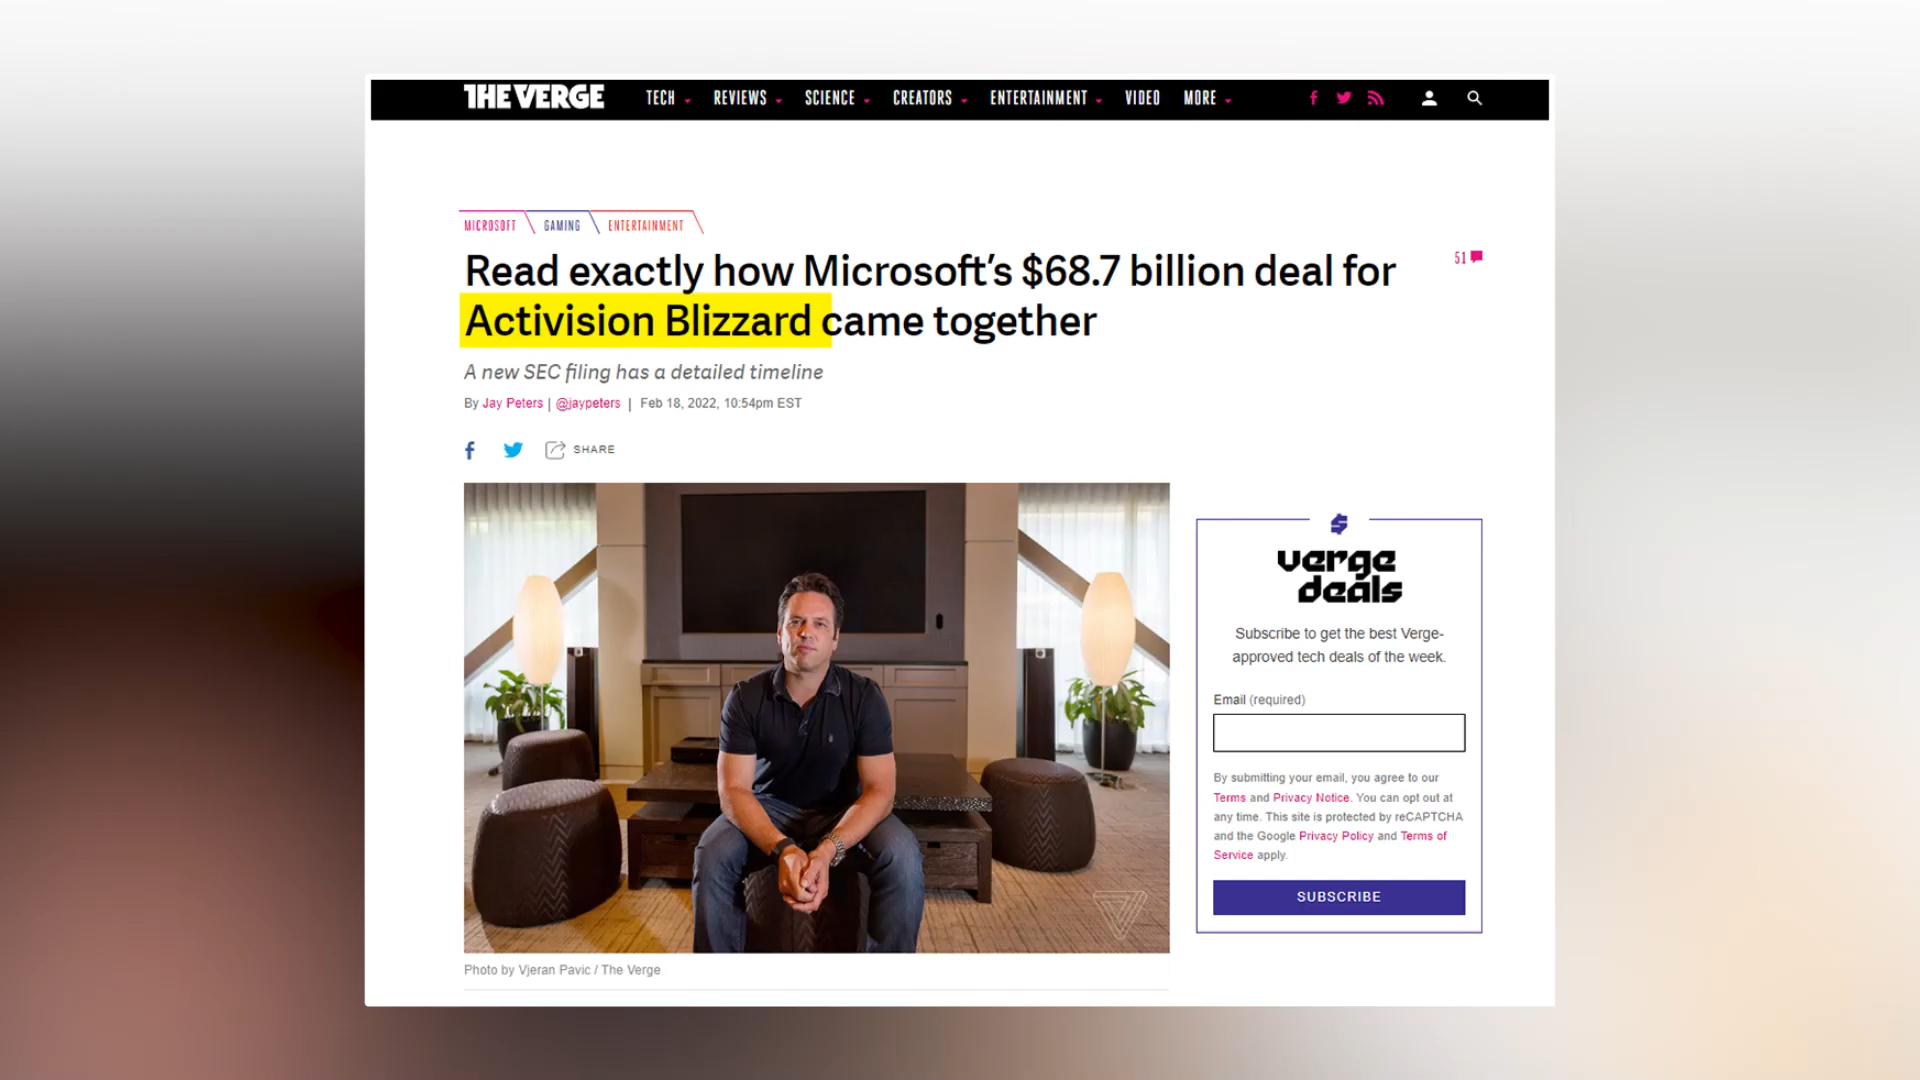 THE VERGE TECH REVIEWS SCIENCE CREATORS ENTERTAINMENT VIDEO MORE
MICROSOFT GAMING ENTERTAINMENT
Read exactly how Microsoft's $68.7 billion deal for
51
Activision Blizzard came together
A new SEC filing has a detailed timeline
By Jay Peters | @jaypeters | Feb 18, 2022, 10:54pm EST
SHARE
Photo by Vjeran Pavic / The Verge
verge
deals
Subscribe to get the best Verge-
approved tech deals of the week.
Email (required)
By submitting your email, you agree to our
Terms and Privacy Notice. You can opt out at
any time. This site is protected by reCAPTCHA
and the Google Privacy Policy and Terms of
Service apply.
SUBSCRIBE